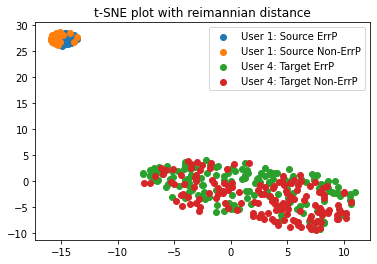 t-SNE plot with reimannian distance
User 1: Source ErrP
User 1: Source Non-ErrP
User 4: Target ErrP
User 4: Target Non-ErrP
30
25
20
15
10
5
0
−5
−10
−15 −10 −5 0 5 10